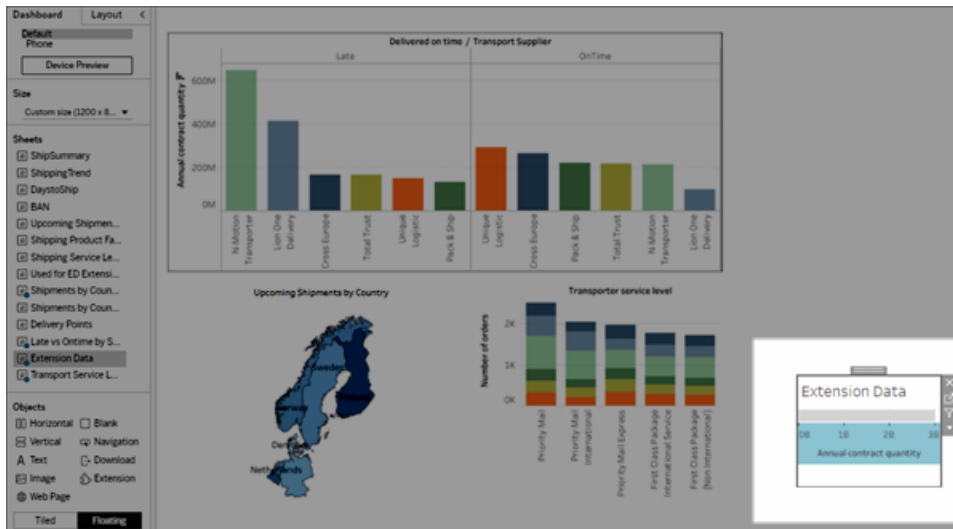 Dashboard
Layout
Default
Phone
Device Preview
Size
Custom size (1200 x 8...
Sheets
ShipSummary
ShippingTrend
DaystoShip
BAN
Upcoming Shipmen...
Shipping Product Fa...
Shipping Service Le...
Used for ED Extensi...
Shipments by Coun...
Shipments by Coun...
Delivery Points
Late vs Ontime by S...
Extension Data
Transport Service L...
Objects
Horizontal
Blank
Vertical
Navigation
Text
Download
Image
Extension
Web Page
Tiled
Floating
Delivered on time / Transport Supplier
Late
OnTime
Annual contract quantity
600M
400M
200M
0M
N-Motion
Transporter
Lion One
Delivery
Cross Europe
Total Trust
Unique
Logistic
Pack & Ship
Unique
Logistic
Cross Europe
Pack & Ship
Total Trust
N-Motion
Transporter
Lion One
Delivery
Upcoming Shipments by Country
Sweden
Finland
Norway
Netherlands
Transporter service level
Number of orders
2K
1K
0K
Priority Mail
Priority Mail
International
Priority Mail Express
First Class Package
International Service
First Class Package
(Non International)
Extension Data
0B
1B
2B
3B
Annual contract quantity